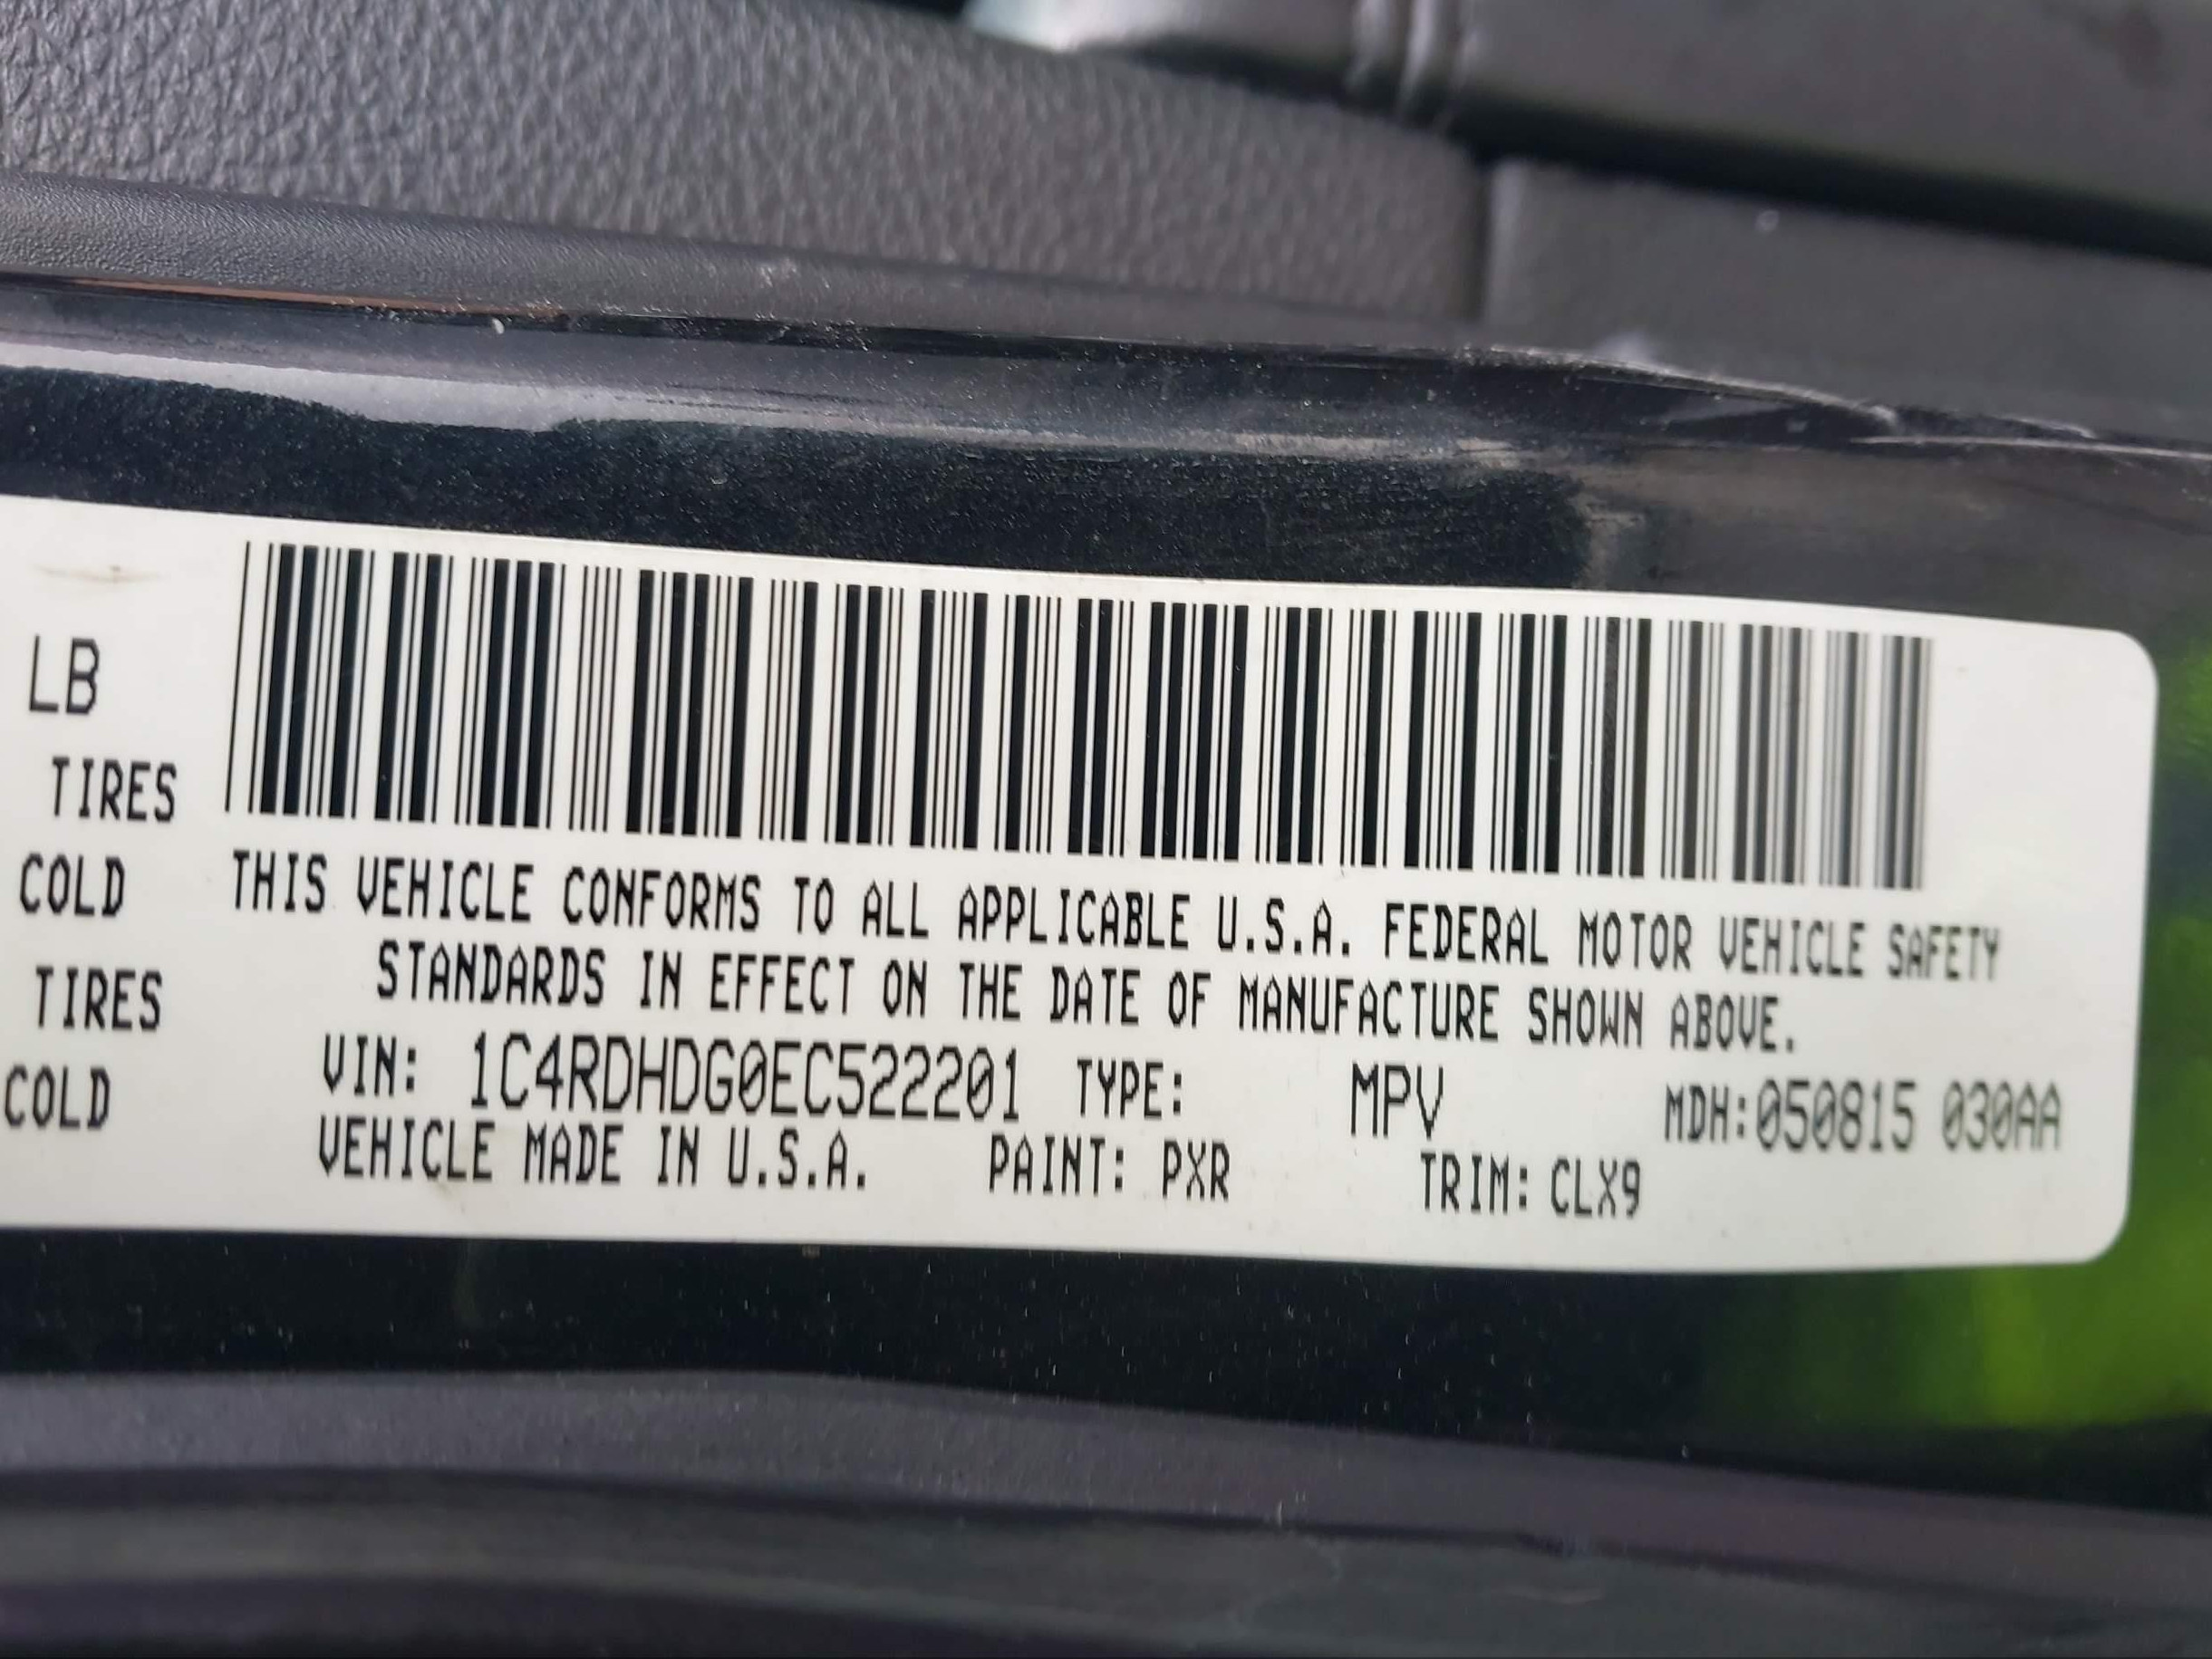 LB
TIRES
COLD
THIS VEHICLE CONFORMS TO ALL APPLICABLE U.S.A. FEDERAL MOTOR VEHICLE SAFETY
STANDARDS IN EFFECT ON THE DATE OF MANUFACTURE SHOWN ABOVE.
TIRES
VIN: 1C4RDHDG0EC522201 TYPE: MPV MDH:050815 030AA
COLD
VEHICLE MADE IN U.S.A. PAINT: PXR TRIM: CLX9